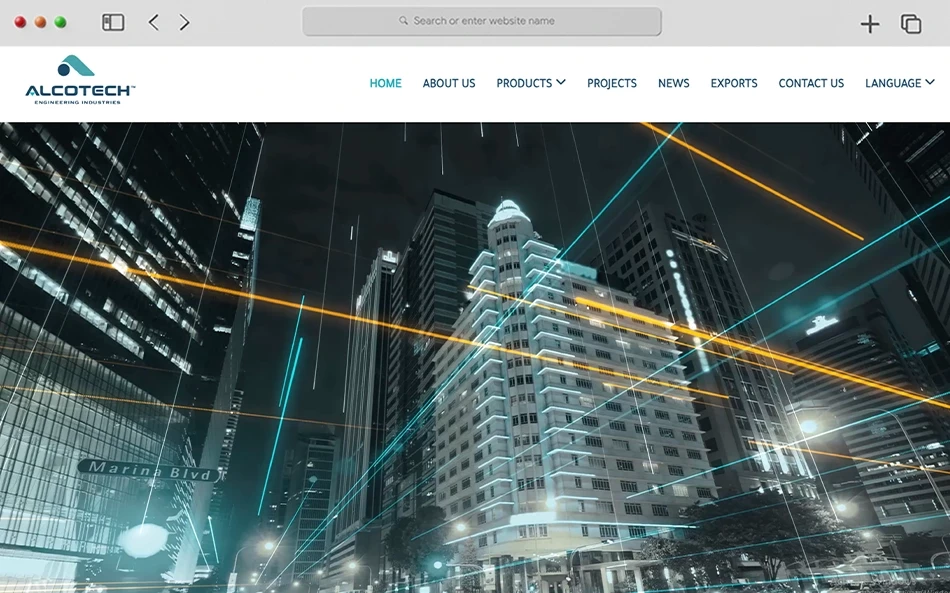 Search or enter website name
ALCOTECH™
ENGINEERING INDUSTRIES
HOME ABOUT US PRODUCTS PROJECTS NEWS EXPORTS CONTACT US LANGUAGE
Marina Blvd